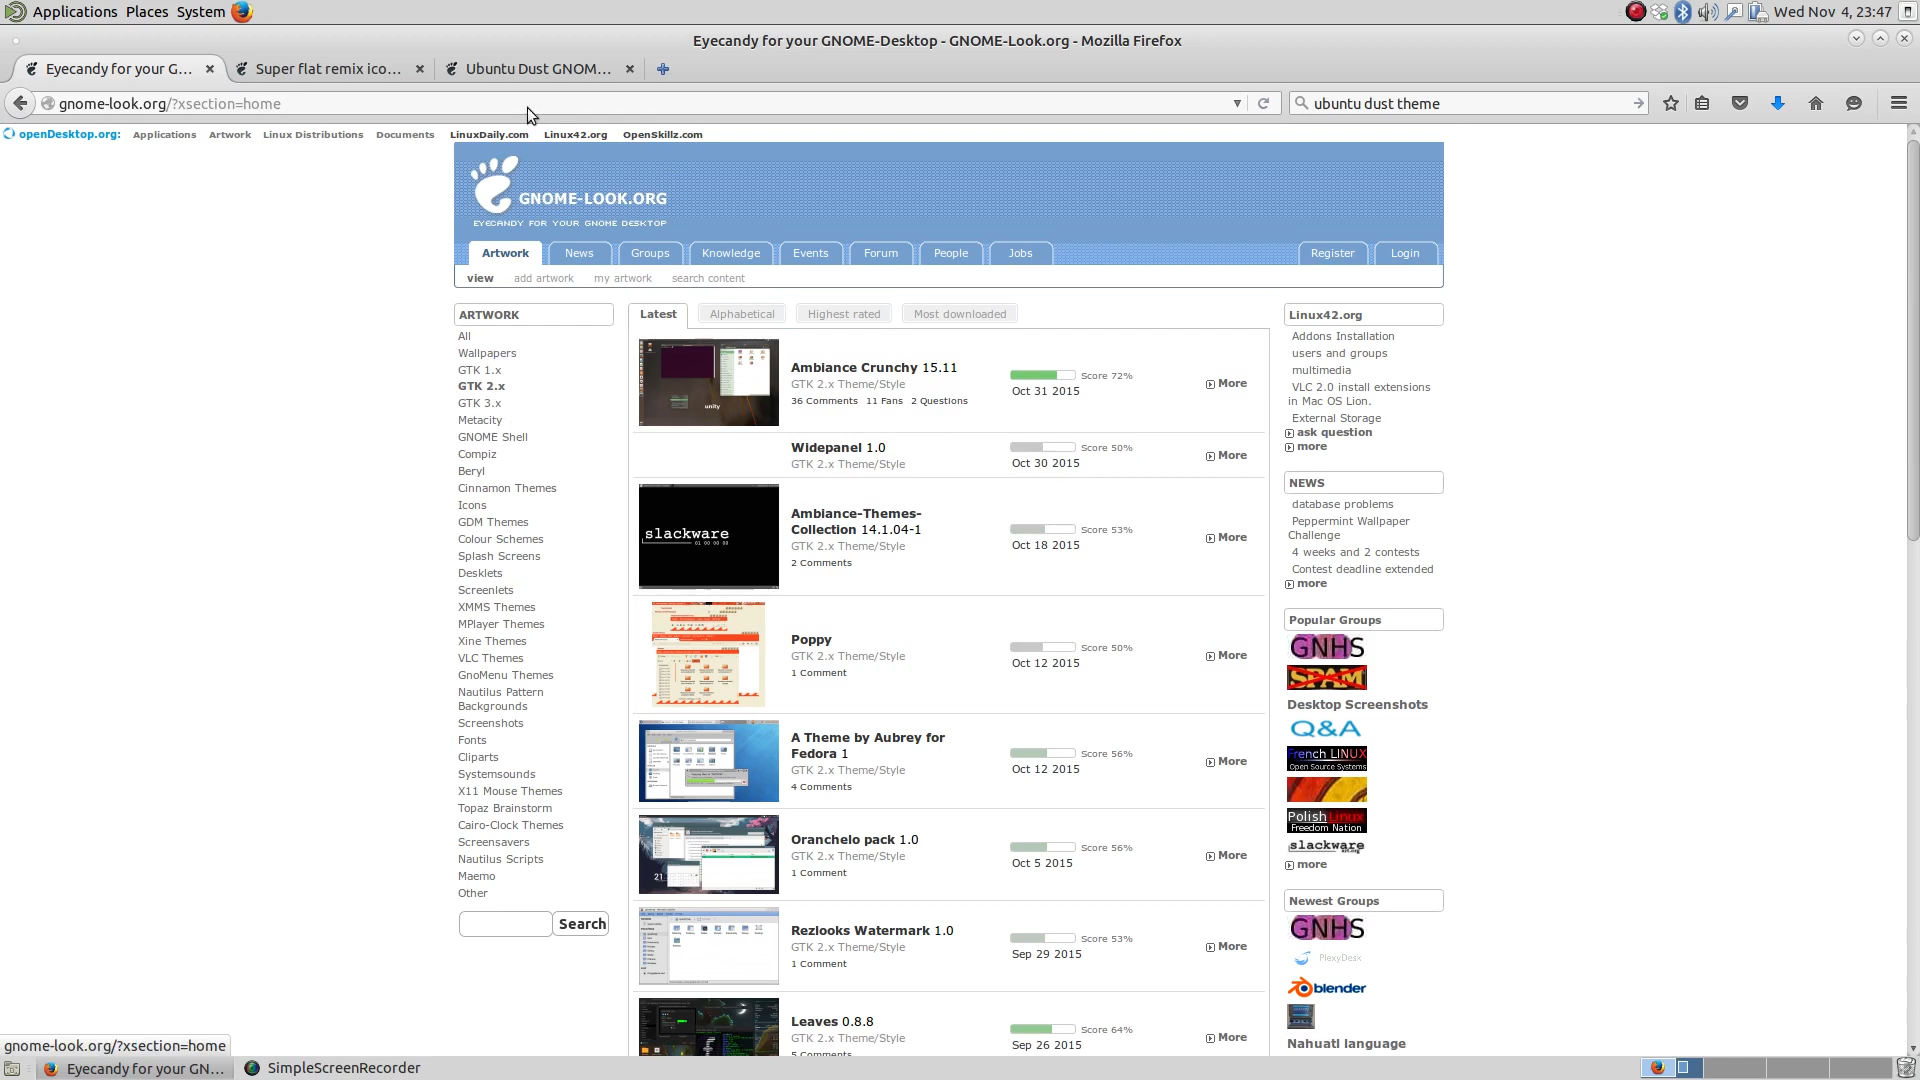 Applications Places System
Wed Nov 4, 23:47
Eyecandy for your GNOME-Desktop - GNOME-Look.org - Mozilla Firefox
Eyecandy for your G...
Super flat remix ico...
Ubuntu Dust GNOM...
gnome-look.org/?xsection=home
ubuntu dust theme
openDesktop.org: Applications Artwork Linux Distributions Documents LinuxDaily.com Linux42.org OpenSkillz.com
GNOME-LOOK.ORG
EYECANDY FOR YOUR GNOME DESKTOP
Artwork News Groups Knowledge Events Forum People Jobs Register Login
view add artwork my artwork search content
ARTWORK
All
Wallpapers
GTK 1.x
GTK 2.x
GTK 3.x
Metacity
GNOME Shell
Compiz
Beryl
Cinnamon Themes
Icons
GDM Themes
Colour Schemes
Splash Screens
Desklets
Screenlets
XMMS Themes
MPlayer Themes
Xine Themes
VLC Themes
GnoMenu Themes
Nautilus Pattern
Backgrounds
Screenshots
Fonts
Cliparts
Systemsounds
X11 Mouse Themes
Topaz Brainstorm
Cairo-Clock Themes
Screensavers
Nautilus Scripts
Maemo
Other
Search
Latest Alphabetical Highest rated Most downloaded
unity
Ambiance Crunchy 15.11
GTK 2.x Theme/Style
36 Comments 11 Fans 2 Questions
Score 72%
Oct 31 2015
More
Widepanel 1.0
GTK 2.x Theme/Style
Score 50%
Oct 30 2015
More
slackware
Ambiance-Themes-
Collection 14.1.04-1
GTK 2.x Theme/Style
2 Comments
Score 53%
Oct 18 2015
More
Poppy
GTK 2.x Theme/Style
1 Comment
Score 50%
Oct 12 2015
More
A Theme by Aubrey for
Fedora 1
GTK 2.x Theme/Style
4 Comments
Score 56%
Oct 12 2015
More
21
Oranchelo pack 1.0
GTK 2.x Theme/Style
1 Comment
Score 56%
Oct 5 2015
More
Rezlooks Watermark 1.0
GTK 2.x Theme/Style
1 Comment
Score 53%
Sep 29 2015
More
Leaves 0.8.8
GTK 2.x Theme/Style
5 Comments
Score 64%
Sep 26 2015
More
Linux42.org
Addons Installation
users and groups
multimedia
VLC 2.0 install extensions
in Mac OS Lion.
External Storage
ask question
more
NEWS
database problems
Peppermint Wallpaper
Challenge
4 weeks and 2 contests
Contest deadline extended
more
Popular Groups
GNHS
SPAM
Desktop Screenshots
Q&A
French LINUX
Open Source Systems
Polish Linux
Freedom Nation
slackware
more
Newest Groups
GNHS
PlexyDesk
blender
Nahuatl language
gnome-look.org/?xsection=home
Eyecandy for your GN...
SimpleScreenRecorder